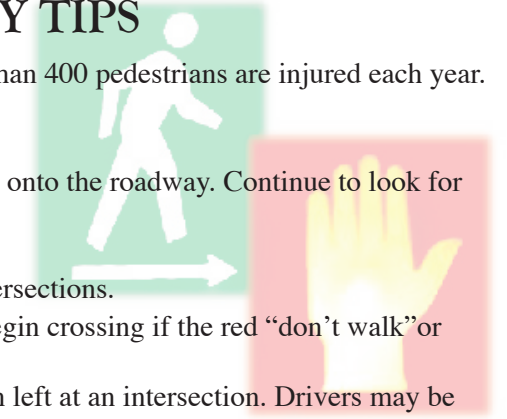 Y TIPS
han 400 pedestrians are injured each year.
onto the roadway. Continue to look for
ersections.
egin crossing if the red “don’t walk”or
left at an intersection. Drivers may be